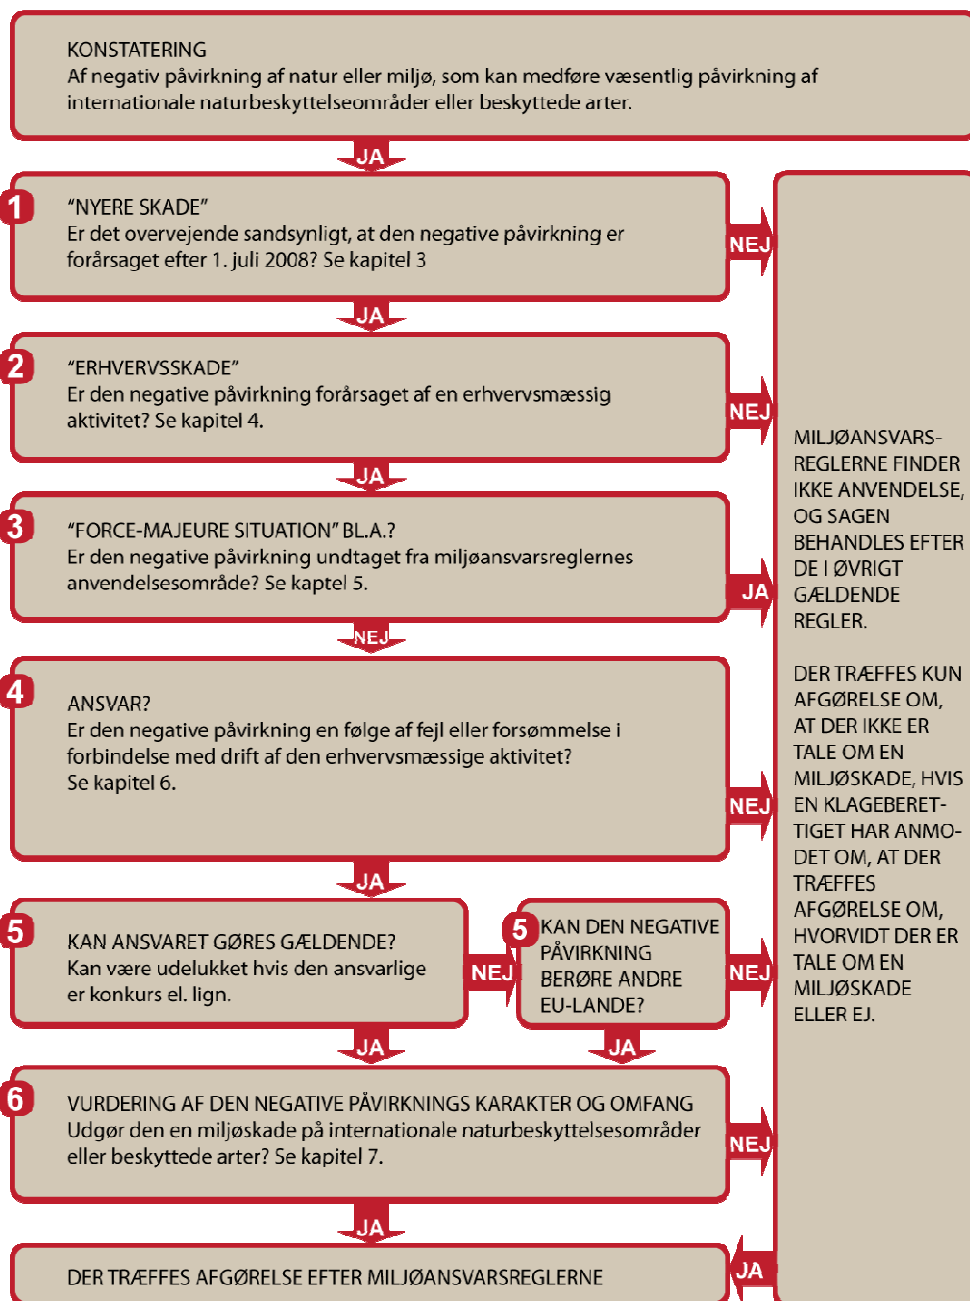 KONSTATERING
Af negativ påvirkning af natur eller miljø, som kan medføre væsentlig påvirkning af
internationale naturbeskyttelseområder eller beskyttede arter.
JA
1
“NYERE SKADE”
Er det overvejende sandsynligt, at den negative påvirkning er
forårsaget efter 1. juli 2008? Se kapitel 3
NEJ
JA
2
“ERHVERVSSKADE”
Er den negative påvirkning forårsaget af en erhvervsmæssig
aktivitet? Se kapitel 4.
NEJ
JA
3
“FORCE-MAJEURE SITUATION” BL.A.?
Er den negative påvirkning undtaget fra miljøansvarsreglernes
anvendelsesområde? Se kaptel 5.
JA
NEJ
4
ANSVAR?
Er den negative påvirkning en følge af fejl eller forsømmelse i
forbindelse med drift af den erhvervsmæssige aktivitet?
Se kapitel 6.
NEJ
JA
5
KAN ANSVARET GØRES GÆLDENDE?
Kan være udelukket hvis den ansvarlige
er konkurs el. lign.
NEJ
5
KAN DEN NEGATIVE
PÅVIRKNING
BERØRE ANDRE
EU-LANDE?
NEJ
JA
JA
6
VURDERING AF DEN NEGATIVE PÅVIRKNINGS KARAKTER OG OMFANG
Udgør den en miljøskade på internationale naturbeskyttelsesområder
eller beskyttede arter? Se kapitel 7.
NEJ
JA
DER TRÆFFES AFGØRELSE EFTER MILJØANSVARSREGLERNE
JA
MILJØANSVARS-
REGLERNE FINDER
IKKE ANVENDELSE,
OG SAGEN
BEHANDLES EFTER
DE I ØVRIGT
GÆLDENDE
REGLER.
DER TRÆFFES KUN
AFGØRELSE OM,
AT DER IKKE ER
TALE OM EN
MILJØSKADE, HVIS
EN KLAGEBERET-
TIGET HAR ANMO-
DET OM, AT DER
TRÆFFES
AFGØRELSE OM,
HVORVIDT DER ER
TALE OM EN
MILJØSKADE
ELLER EJ.